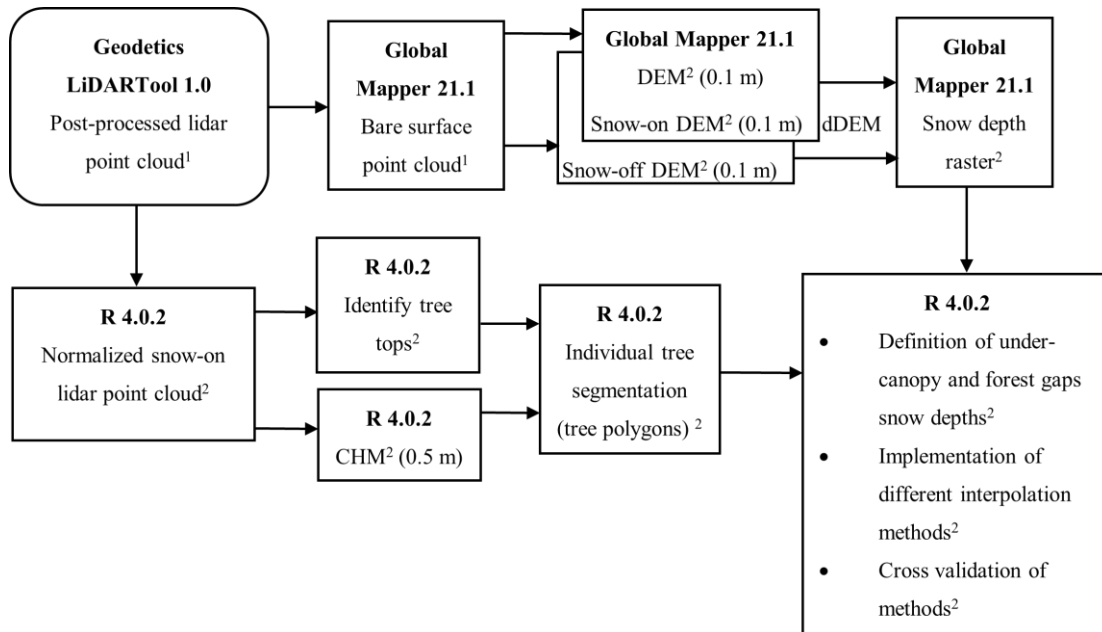 Geodetics
LiDARTool 1.0
Post-processed lidar
point cloud¹
Global
Mapper 21.1
Bare surface
point cloud¹
Global Mapper 21.1
DEM² (0.1 m)
Snow-on DEM² (0.1 m)
Snow-off DEM² (0.1 m)
dDEM
Global
Mapper 21.1
Snow depth
raster²
R 4.0.2
Normalized snow-on
lidar point cloud²
R 4.0.2
Identify tree
tops²
R 4.0.2
CHM² (0.5 m)
R 4.0.2
Individual tree
segmentation
(tree polygons) ²
R 4.0.2
• Definition of under-
canopy and forest gaps
snow depths²
• Implementation of
different interpolation
methods²
• Cross validation of
methods²